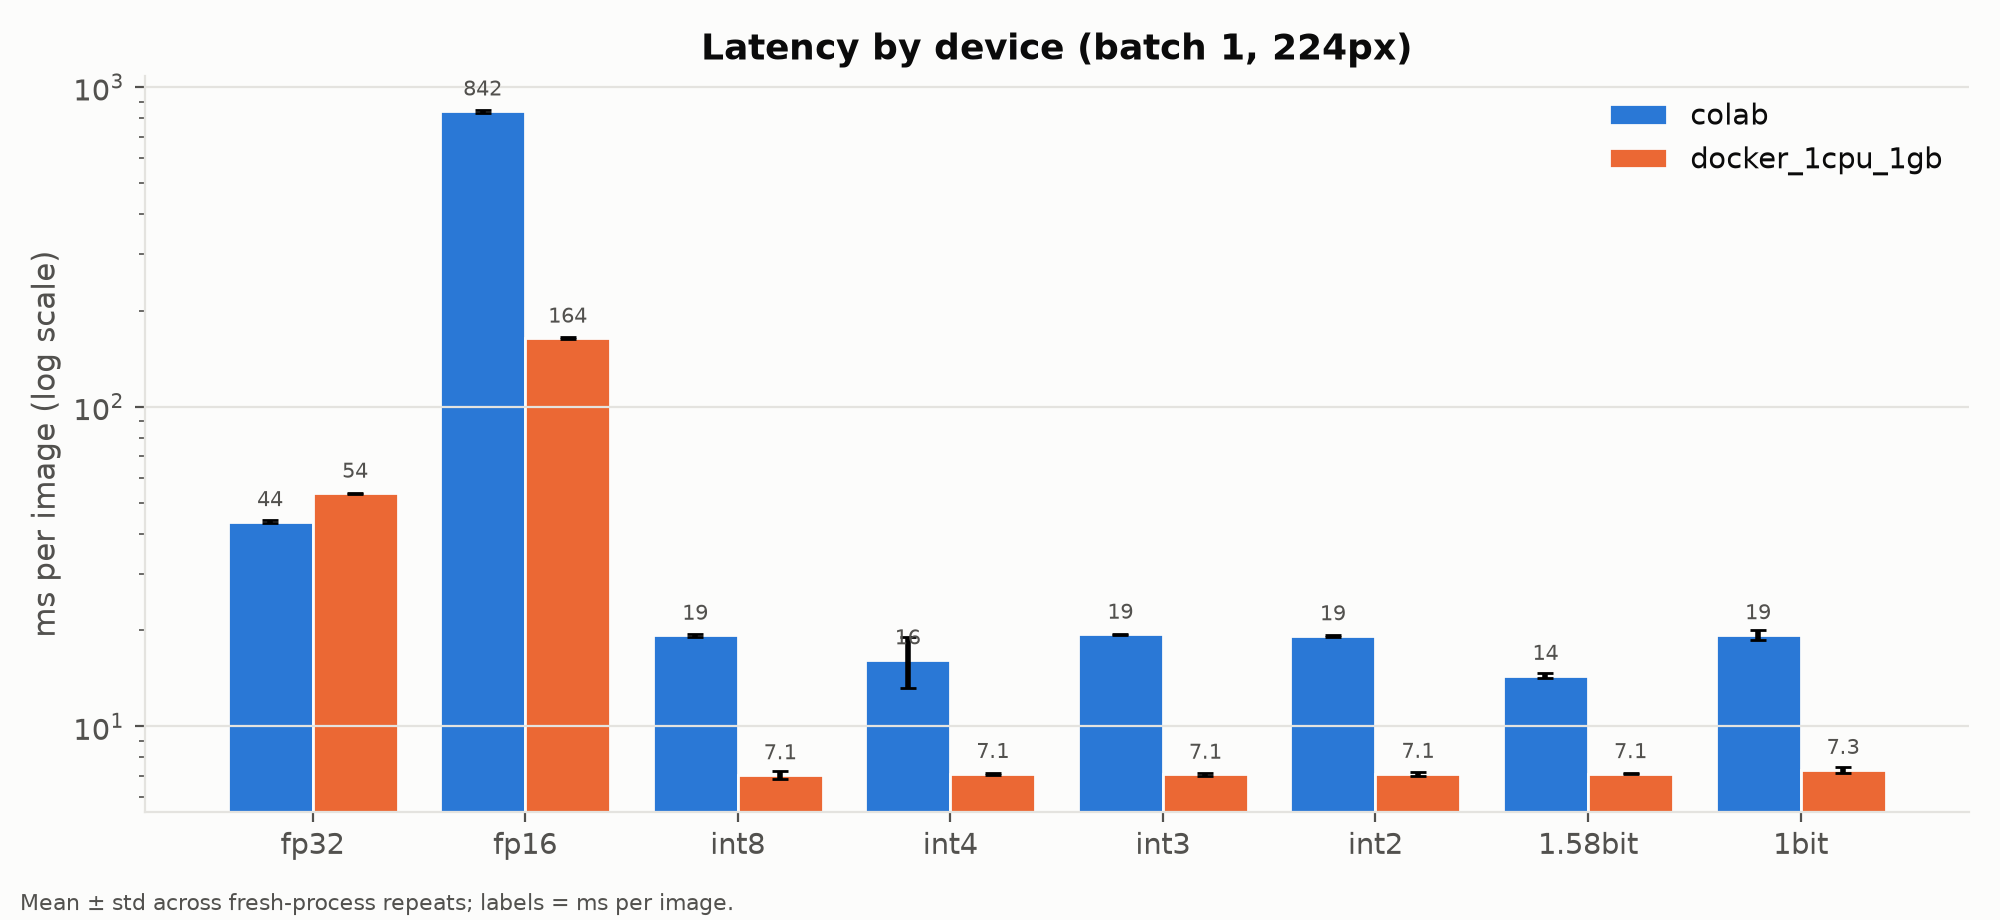 Latency by device (batch 1, 224px)
ms per image (log scale)
10³
10²
10¹
colab
docker_1cpu_1gb
44
54
842
164
19
7.1
16
7.1
19
7.1
19
7.1
14
7.1
19
7.3
fp32
fp16
int8
int4
int3
int2
1.58bit
1bit
Mean ± std across fresh-process repeats; labels = ms per image.